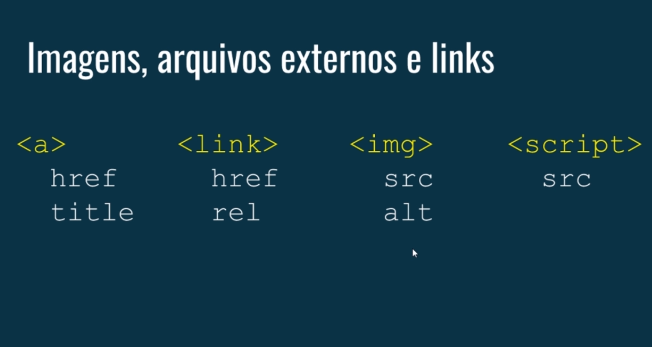 Imagens, arquivos externos e links
<a>
href
title
<link>
href
rel
<img>
src
alt
<script>
src